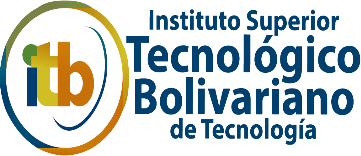 itb
Instituto Superior
Tecnológico
Bolivariano
de Tecnología